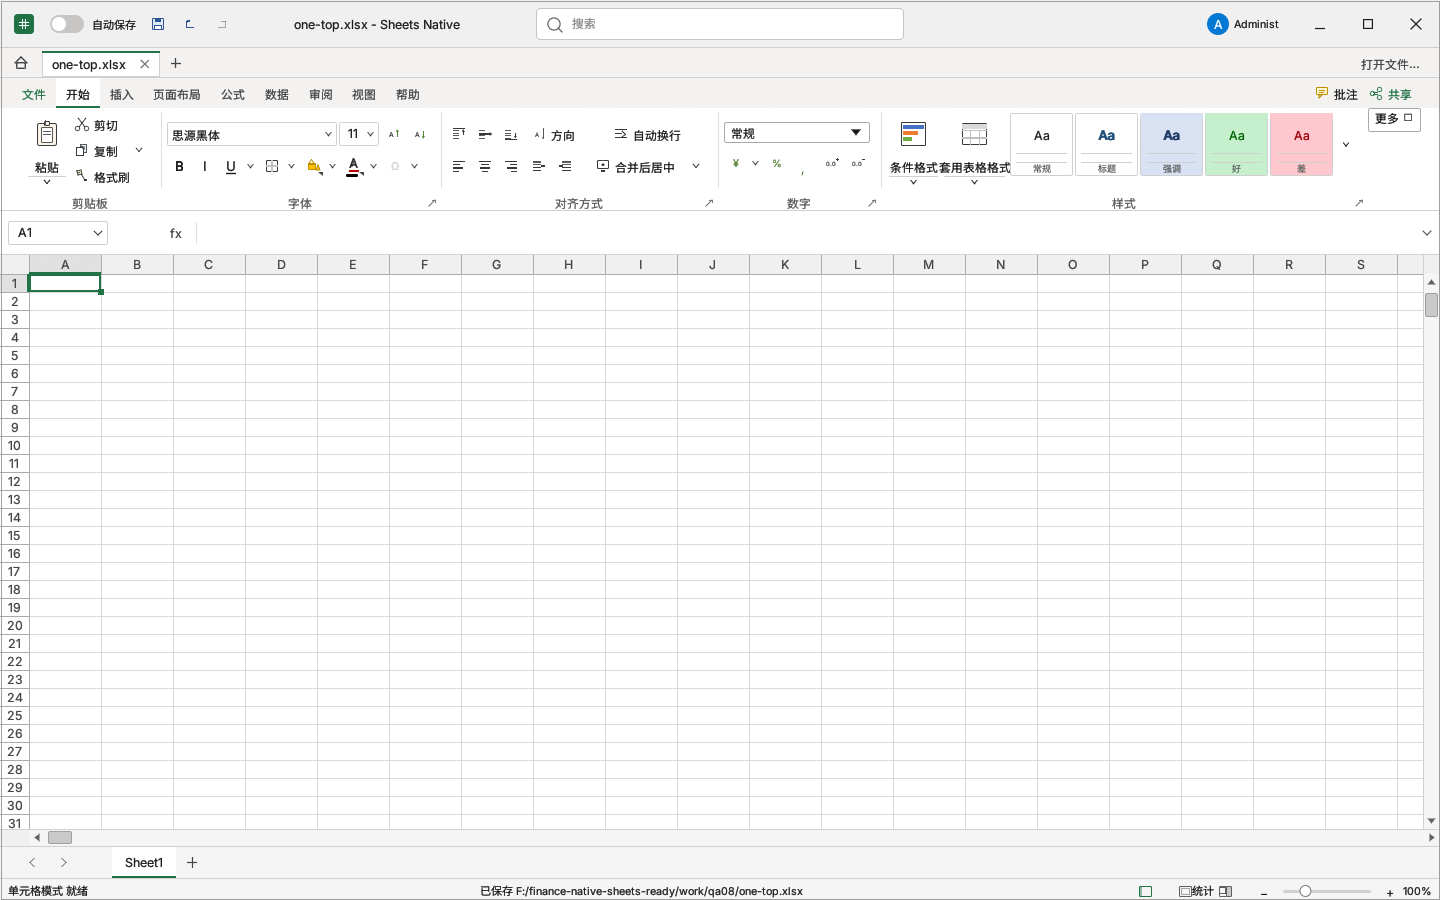 自动保存
one-top.xlsx - Sheets Native
搜索
A
Administ
one-top.xlsx
打开文件...
文件 开始 插入 页面布局 公式 数据 审阅 视图 帮助
批注 共享
粘贴
剪切
复制
格式刷
剪贴板
思源黑体
11
A A
B I U A Ω
字体
A 方向
自动换行
合并后居中
对齐方式
常规
¥ % , 0.0 0.0
数字
条件格式
套用表格格式
Aa 常规
Aa 标题
Aa 强调
Aa 好
Aa 差
样式
更多
A1
fx
A B C D E F G H I J K L M N O P Q R S
1
2
3
4
5
6
7
8
9
10
11
12
13
14
15
16
17
18
19
20
21
22
23
24
25
26
27
28
29
30
31
Sheet1
单元格模式 就绪
已保存 F:/finance-native-sheets-ready/work/qa08/one-top.xlsx
统计
100%